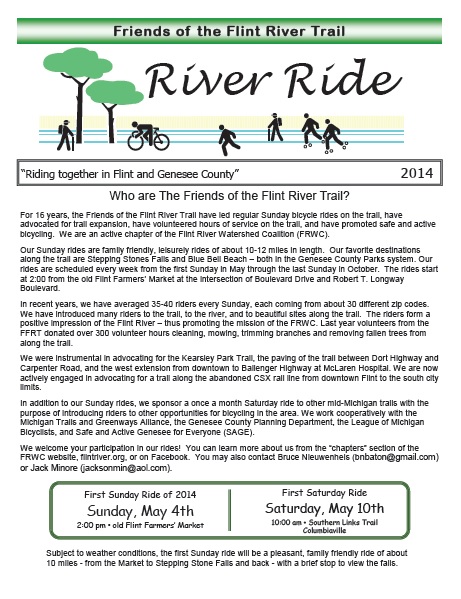 Friends of the Flint River Trail
River Ride
"Riding together in Flint and Genesee County"
2014
Who are The Friends of the Flint River Trail?
For 16 years, the Friends of the Flint River Trail have led regular Sunday bicycle rides on the trail, have
advocated for trail expansion, have volunteered hours of service on the trail, and have promoted safe and active
bicycling. We are an active chapter of the Flint River Watershed Coalition (FRWC).
Our Sunday rides are family friendly, leisurely rides of about 10-12 miles in length. Our favorite destinations
along the trail are Stepping Stones Falls and Blue Bell Beach – both in the Genesee County Parks system. Our
rides are scheduled every week from the first Sunday in May through the last Sunday in October. The rides start
at 2:00 from the old Flint Farmers' Market at the intersection of Boulevard Drive and Robert T. Longway
Boulevard.
In recent years, we have averaged 35-40 riders every Sunday, each coming from about 30 different zip codes.
We have introduced many riders to the trail, to the river, and to beautiful sites along the trail. The riders form a
positive impression of the Flint River – thus promoting the mission of the FRWC. Last year volunteers from the
FFRT donated over 300 volunteer hours cleaning, mowing, trimming branches and removing fallen trees from
along the trail.
We were instrumental in advocating for the Kearsley Park Trail, the paving of the trail between Dort Highway and
Carpenter Road, and the west extension from downtown to Ballenger Highway at McLaren Hospital. We are now
actively engaged in advocating for a trail along the abandoned CSX rail line from downtown Flint to the south city
limits.
In addition to our Sunday rides, we sponsor a once a month Saturday ride to other mid-Michigan trails with the
purpose of introducing riders to other opportunities for bicycling in the area. We work cooperatively with the
Michigan Trails and Greenways Alliance, the Genesee County Planning Department, the League of Michigan
Bicyclists, and Safe and Active Genesee for Everyone (SAGE).
We welcome your participation in our rides! You can learn more about us from the "chapters" section of the
FRWC website, flintriver.org, or on Facebook. You may also contact Bruce Nieuwenhuis (bnbaton@gmail.com)
or Jack Minore (jacksonmin@aol.com).
First Sunday Ride of 2014
Sunday, May 4th
2:00 pm • old Flint Farmers' Market
First Saturday Ride
Saturday, May 10th
10:00 am • Southern Links Trail
Columbiaville
Subject to weather conditions, the first Sunday ride will be a pleasant, family friendly ride of about
10 miles - from the Market to Stepping Stone Falls and back - with a brief stop to view the falls.